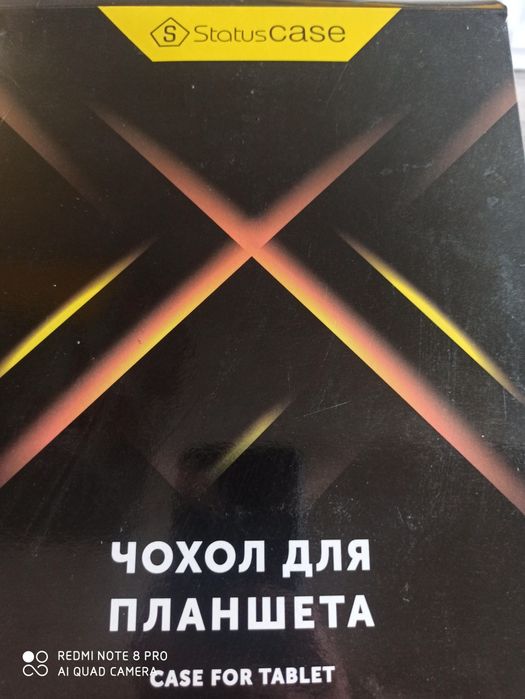 S StatusCASE
ЧОХОЛ ДЛЯ
ПЛАНШЕТА
CASE FOR TABLET
REDMI NOTE 8 PRO
AI QUAD CAMERA